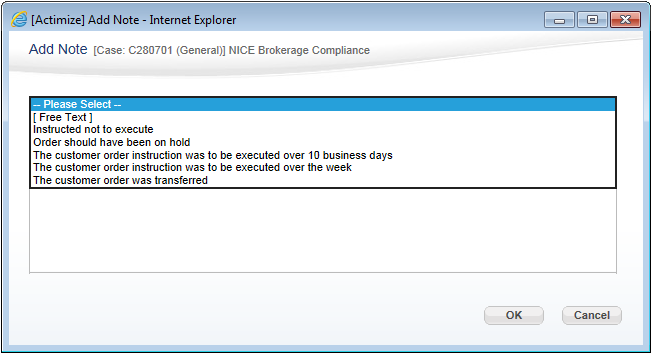 [Actimize] Add Note - Internet Explorer
Add Note [Case: C280701 (General)] NICE Brokerage Compliance
-- Please Select --
[ Free Text ]
Instructed not to execute
Order should have been on hold
The customer order instruction was to be executed over 10 business days
The customer order instruction was to be executed over the week
The customer order was transferred
OK Cancel